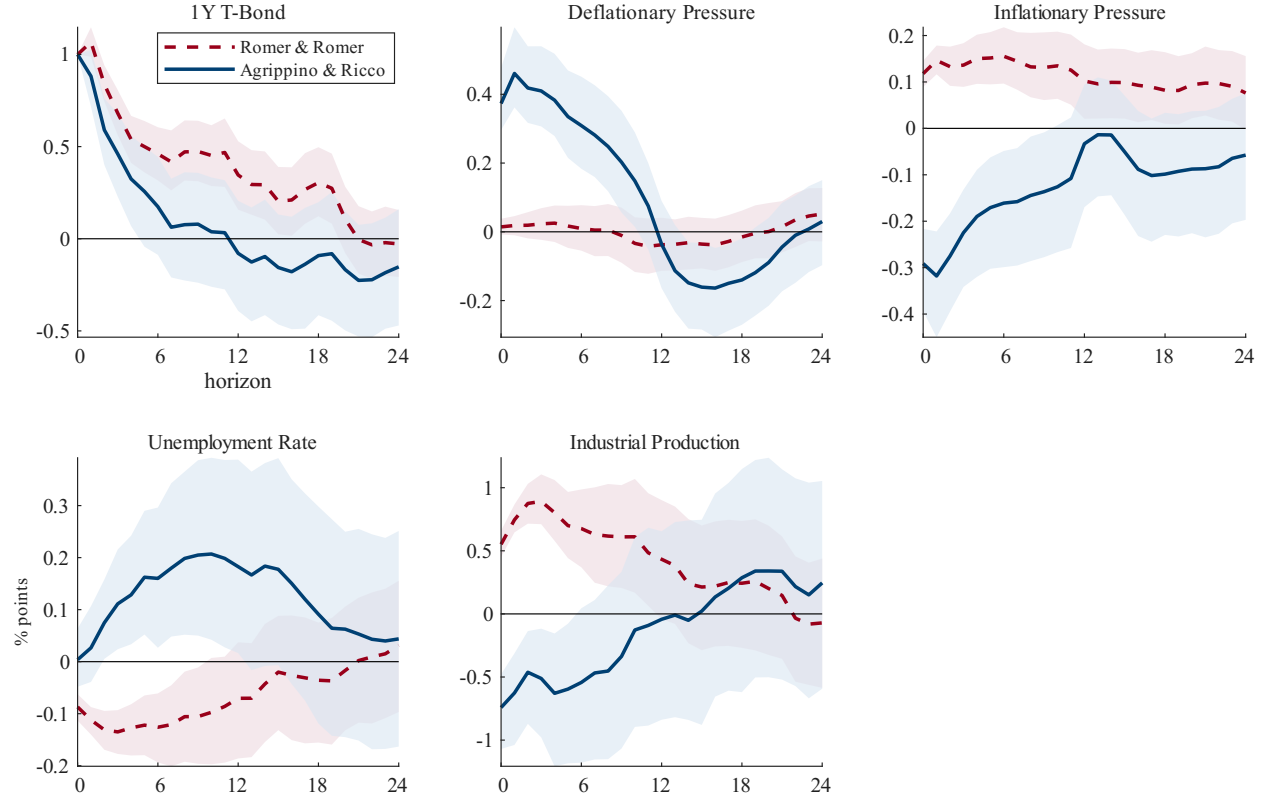 1Y T-Bond
Romer & Romer
Agrippino & Ricco
1
0.5
0
-0.5
0 6 12 18 24
horizon
Deflationary Pressure
0.4
0.2
0
-0.2
0 6 12 18 24
Inflationary Pressure
0.2
0.1
0
-0.1
-0.2
-0.3
-0.4
0 6 12 18 24
Unemployment Rate
% points
0.3
0.2
0.1
0
-0.1
-0.2
0 6 12 18 24
Industrial Production
1
0.5
0
-0.5
-1
0 6 12 18 24